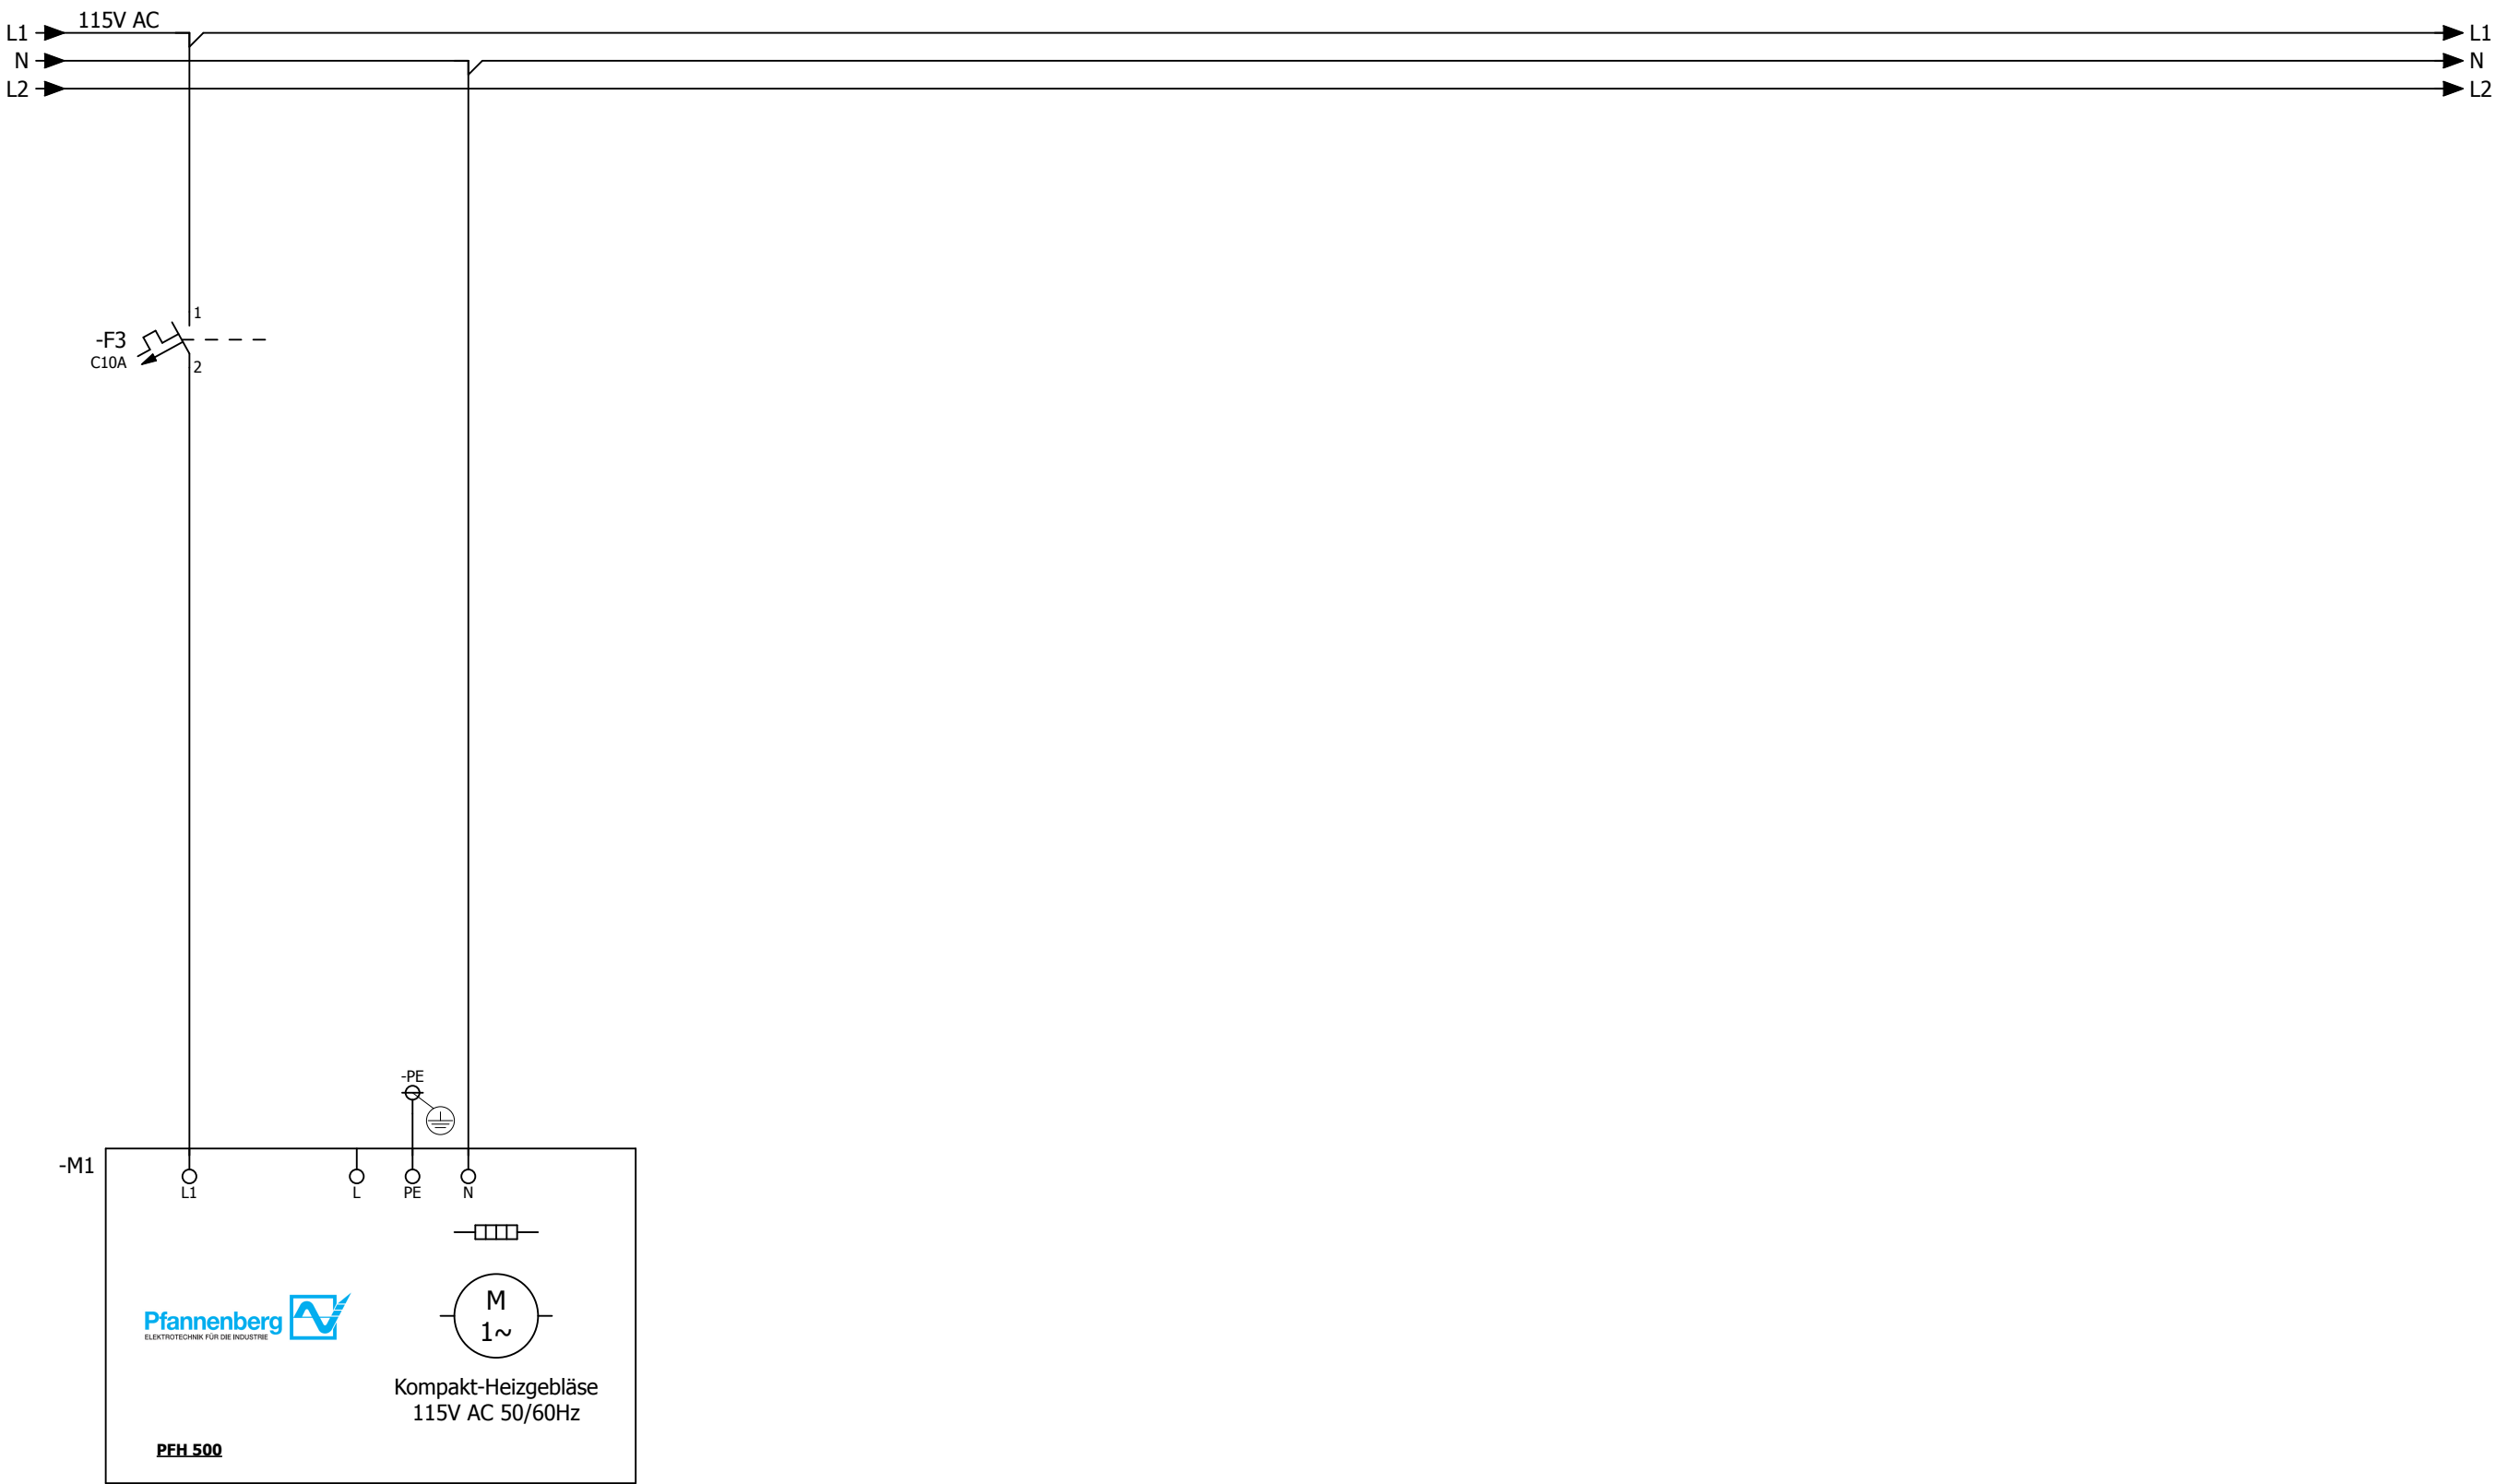 115V AC
L1
L1
N
N
L2
L2
1
-F3
C10A
2
-PE
-M1
L1
L
PE
N
M
1~
Pfannenberg
ELEKTROTECHNIK FÜR DIE INDUSTRIE
Kompakt-Heizgebläse
115V AC 50/60Hz
PFH 500